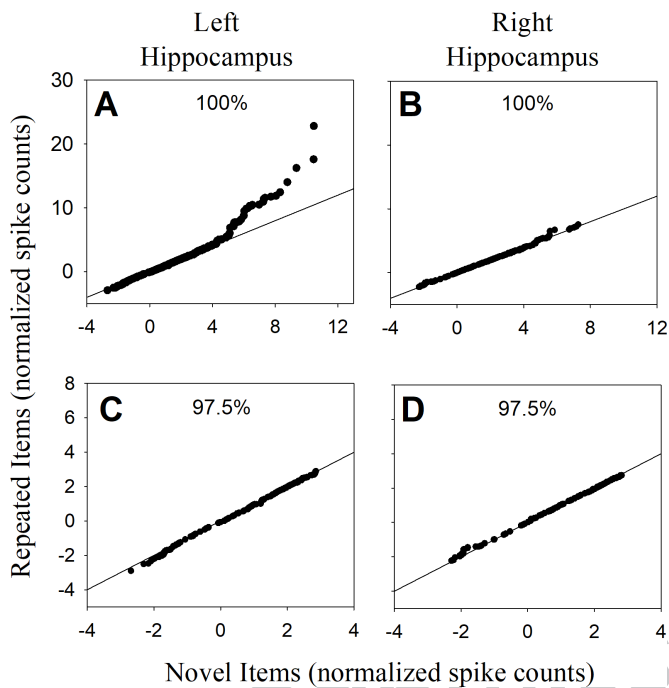 Left Hippocampus
Right Hippocampus
Repeated Items (normalized spike counts)
A
100%
30
20
10
0
-4 0 4 8 12
B
100%
-4 0 4 8 12
C
97.5%
8
6
4
2
0
-2
-4
-4 -2 0 2 4
D
97.5%
-4 -2 0 2 4
Novel Items (normalized spike counts)